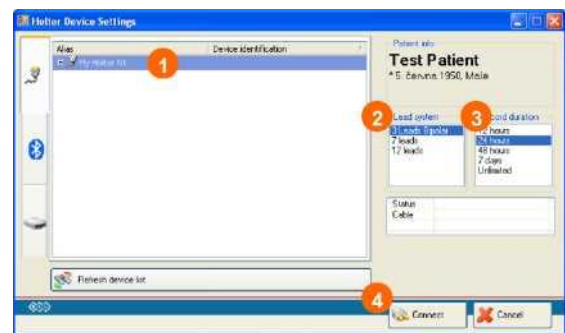 Holter Device Settings
Alias Device identification
My Holter 1
Patient info
Test Patient
* 5. června 1950, Male
2 Lead system
3 Leads Bipolar
7 leads
12 leads
3 record duration
12 hours
24 hours
48 hours
7 days
Unlimited
Status
Cable
Refresh device list
4 Connect
Cancel